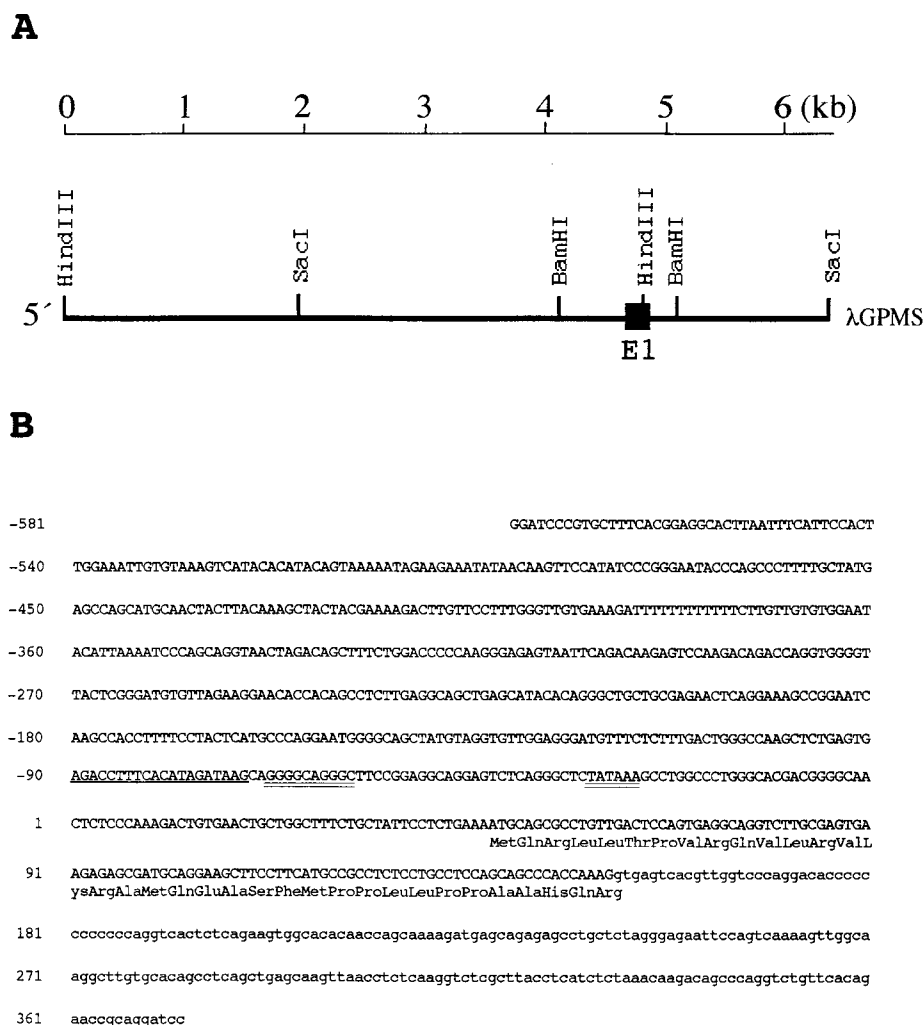 A
0 1 2 3 4 5 6 (kb)
HindIII SacI BamHI HindIII BamHI SacI
5´ λGPMS
E1
B
-581 GGATCCCGTGCTTTCACGGAGGCACTTAATTTCATTCCACT
-540 TGGAAATTGTGTAAAGTCATACACATACAGTAAAAATAGAAGAAATATAACAAGTTCCATATCCCGGGAATACCCAGCCCTTTTGCTATG
-450 AGCCAGCATGCAACTACTTACAAAGCTACTACGAAAAGACTTGTTCCTTTGGGTTGTGAAAGATTTTTTTTTTTTCTTGTTGTGTGGAAT
-360 ACATTAAAATCCCAGCAGGTAACTAGACAGCTTTCTGGACCCCCAAGGGAGAGTAATTCAGACAAGAGTCCAAGACAGACCAGGTGGGGT
-270 TACTCGGGATGTGTTAGAAGGAACACCACAGCCTCTTGAGGCAGCTGAGCATACACAGGGCTGCTGCGAGAACTCAGGAAAGCCGGAATC
-180 AAGCCACCTTTTCCTACTCATGCCCAGGAATGGGGCAGCTATGTAGGTGTTGGAGGGATGTTTCTCTTTGACTGGGCCAAGCTCTGAGTG
-90 AGACCTTTCACATAGATAAGCAGGGGCAGGGCTTCCGGAGGCAGGAGTCTCAGGGCTCTATAAAGCCTGGCCCTGGGCACGACGGGGCAA
1 CTCTCCCAAAGACTGTGAACTGCTGGCTTTCTGCTATTCCTCTGAAAATGCAGCGCCTGTTGACTCCAGTGAGGCAGGTCTTGCGAGTGA
MetGlnArgLeuLeuThrProValArgGlnValLeuArgValL
91 AGAGAGCGATGCAGGAAGCTTCCTTCATGCCGCCTCTCCTGCCTCCAGCAGCCCACCAAAGgtgagtcacgttggtcccaggacaccccc
ysArgAlaMetGlnGluAlaSerPheMetProProLeuLeuProProAlaAlaHisGlnArg
181 cccccccaggtcactctcagaagtggcacacaaccagcaaaagatgagcagagagcctgctctagggagaattccagtcaaaagttggca
271 aggcttgtgcacagcctcagctgagcaagttaacctctcaaggtctcgcttacctcatctctaaacaagacagcccaggtctgttcacag
361 aaccgcaggatcc